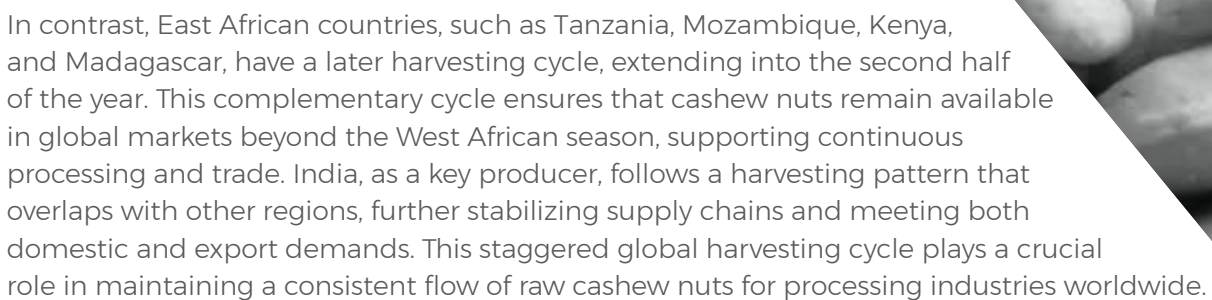 In contrast, East African countries, such as Tanzania, Mozambique, Kenya,
and Madagascar, have a later harvesting cycle, extending into the second half
of the year. This complementary cycle ensures that cashew nuts remain available
in global markets beyond the West African season, supporting continuous
processing and trade. India, as a key producer, follows a harvesting pattern that
overlaps with other regions, further stabilizing supply chains and meeting both
domestic and export demands. This staggered global harvesting cycle plays a crucial
role in maintaining a consistent flow of raw cashew nuts for processing industries worldwide.